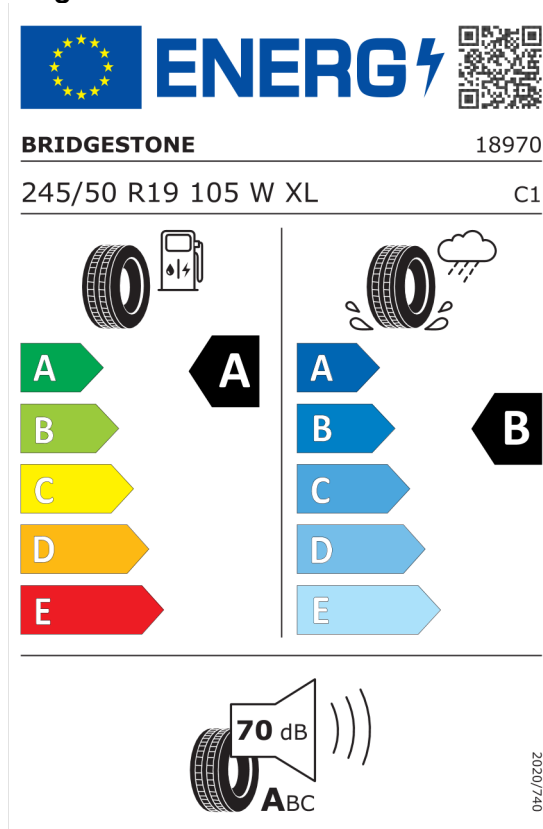 ENERG
BRIDGESTONE 18970
245/50 R19 105 W XL C1
A A A
B B B
C C
D D
E E
70 dB
ABC
2020/740